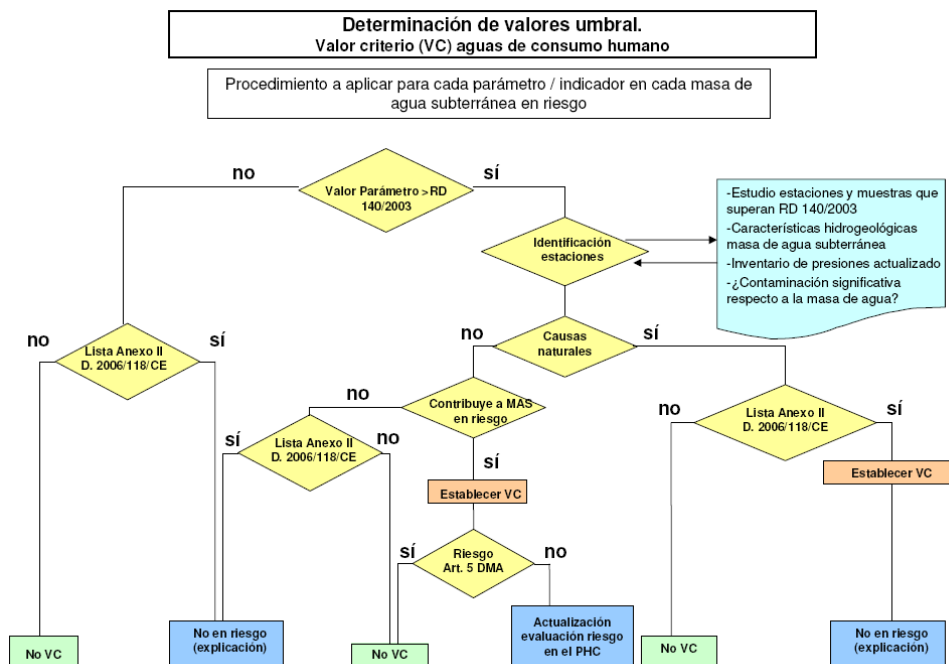 Determinación de valores umbral.
Valor criterio (VC) aguas de consumo humano
Procedimiento a aplicar para cada parámetro / indicador en cada masa de
agua subterránea en riesgo
no
sí
Valor Parámetro >RD
140/2003
-Estudio estaciones y muestras que
superan RD 140/2003
-Características hidrogeológicas
masa de agua subterránea
-Inventario de presiones actualizado
-¿Contaminación significativa
respecto a la masa de agua?
Identificación
estaciones
no
Lista Anexo II
D. 2006/118/CE
sí
no
Causas
naturales
sí
no
Contribuye a MAS
en riesgo
no
Lista Anexo II
D. 2006/118/CE
sí
sí
Lista Anexo II
D. 2006/118/CE
no
sí
Establecer VC
Establecer VC
sí
Riesgo
Art. 5 DMA
no
No VC
No en riesgo
(explicación)
No VC
Actualización
evaluación riesgo
en el PHC
No VC
No en riesgo
(explicación)